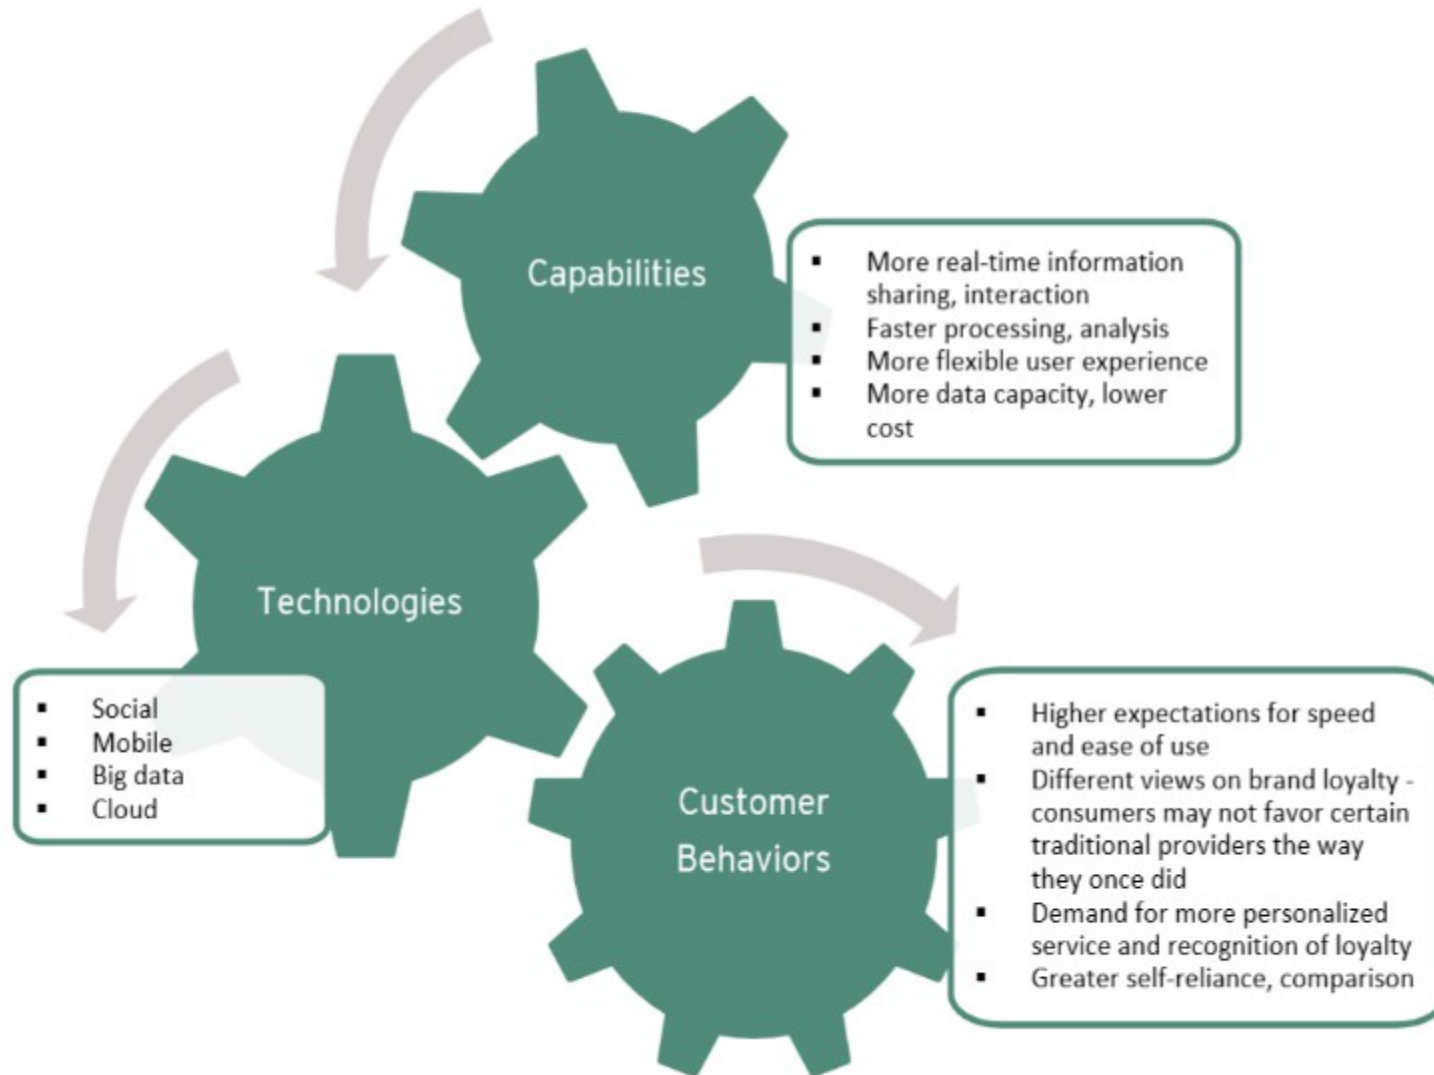 Capabilities
▪ More real-time information
sharing, interaction
▪ Faster processing, analysis
▪ More flexible user experience
▪ More data capacity, lower
cost
Technologies
▪ Social
▪ Mobile
▪ Big data
▪ Cloud
Customer
Behaviors
▪ Higher expectations for speed
and ease of use
▪ Different views on brand loyalty -
consumers may not favor certain
traditional providers the way
they once did
▪ Demand for more personalized
service and recognition of loyalty
▪ Greater self-reliance, comparison